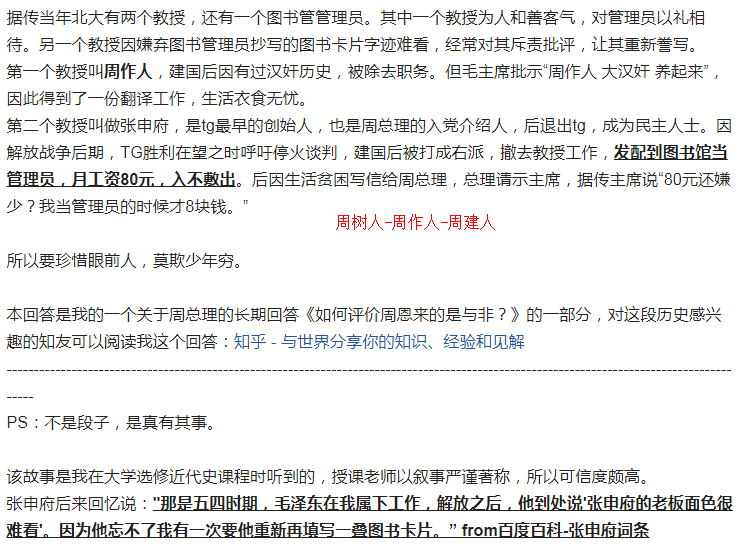 据传当年北大有两个教授，还有一个图书管管理员。其中一个教授为人和善客气，对管理员以礼相
待。另一个教授因嫌弃图书管理员抄写的图书卡片字迹难看，经常对其斥责批评，让其重新誊写。
第一个教授叫周作人，建国后因有过汉奸历史，被除去职务。但毛主席批示“周作人 大汉奸 养起来”，
因此得到了一份翻译工作，生活衣食无忧。
第二个教授叫做张申府，是tg最早的创始人，也是周总理的入党介绍人，后退出tg，成为民主人士。因
解放战争后期，TG胜利在望之时呼吁停火谈判，建国后被打成右派，撤去教授工作，发配到图书馆当
管理员，月工资80元，入不敷出。后因生活贫困写信给周总理，总理请示主席，据传主席说“80元还嫌
少？我当管理员的时候才8块钱。”
周树人-周作人-周建人
所以要珍惜眼前人，莫欺少年穷。
本回答是我的一个关于周总理的长期回答《如何评价周恩来的是与非？》的一部分，对这段历史感兴
趣的知友可以阅读我这个回答：知乎 - 与世界分享你的知识、经验和见解
-----------------------------------------------------------------------------------------------------------------------------------
-----
PS：不是段子，是真有其事。
该故事是我在大学选修近代史课程时听到的，授课老师以叙事严谨著称，所以可信度颇高。
张申府后来回忆说："那是五四时期，毛泽东在我属下工作，解放之后，他到处说'张申府的老板面色很
难看'。因为他忘不了我有一次要他重新再填写一叠图书卡片。” from百度百科-张申府词条